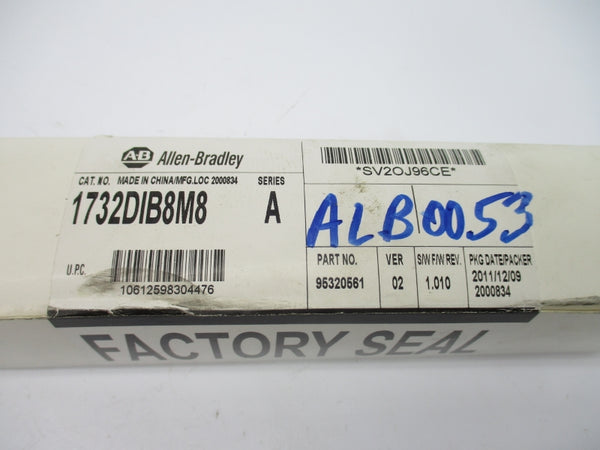 AB Allen-Bradley
CAT. NO. MADE IN CHINA/MFG.LOC 2000834 SERIES
1732DIB8M8 A
U.P.C.
10612598304476
*SV2OJ96CE*
ALB0053
PART NO. VER S/W F/W REV. PKG DATE/PACKER
95320561 02 1.010 2011/12/09
2000834
FACTORY SEAL